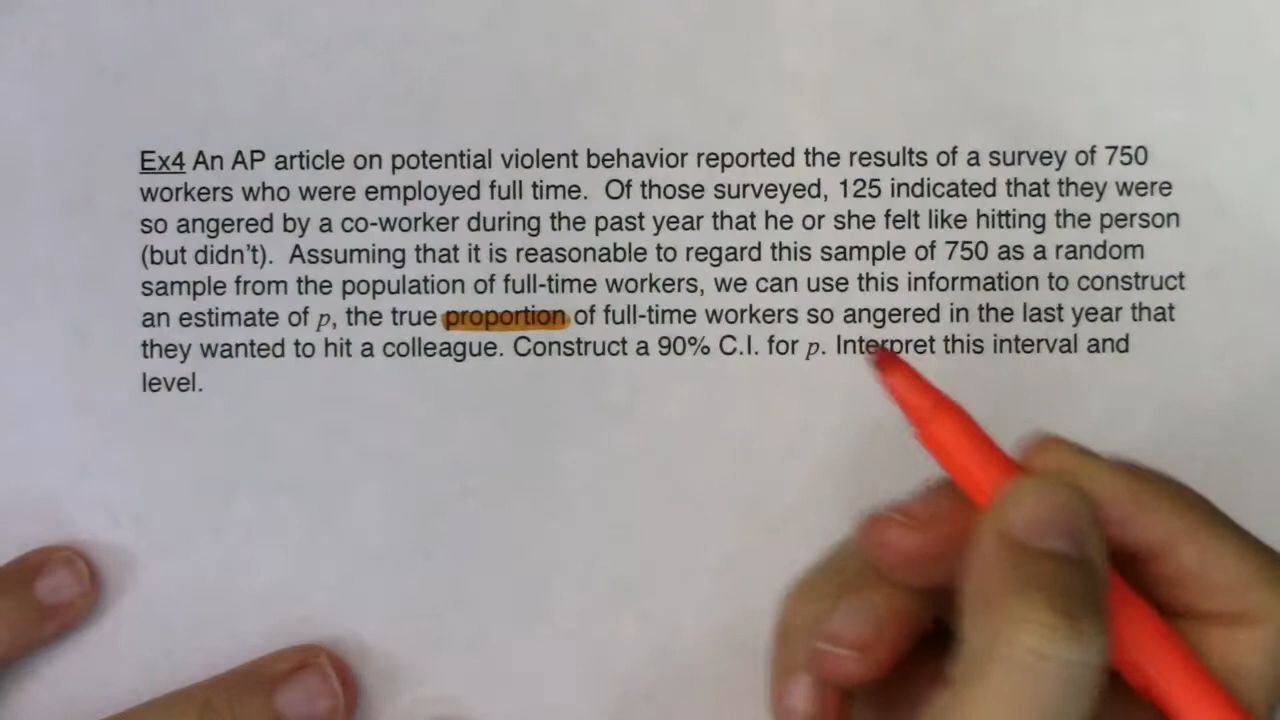 Ex4 An AP article on potential violent behavior reported the results of a survey of 750
workers who were employed full time.  Of those surveyed, 125 indicated that they were
so angered by a co-worker during the past year that he or she felt like hitting the person
(but didn't).  Assuming that it is reasonable to regard this sample of 750 as a random
sample from the population of full-time workers, we can use this information to construct
an estimate of p, the true proportion of full-time workers so angered in the last year that
they wanted to hit a colleague. Construct a 90% C.I. for p. Interpret this interval and
level.